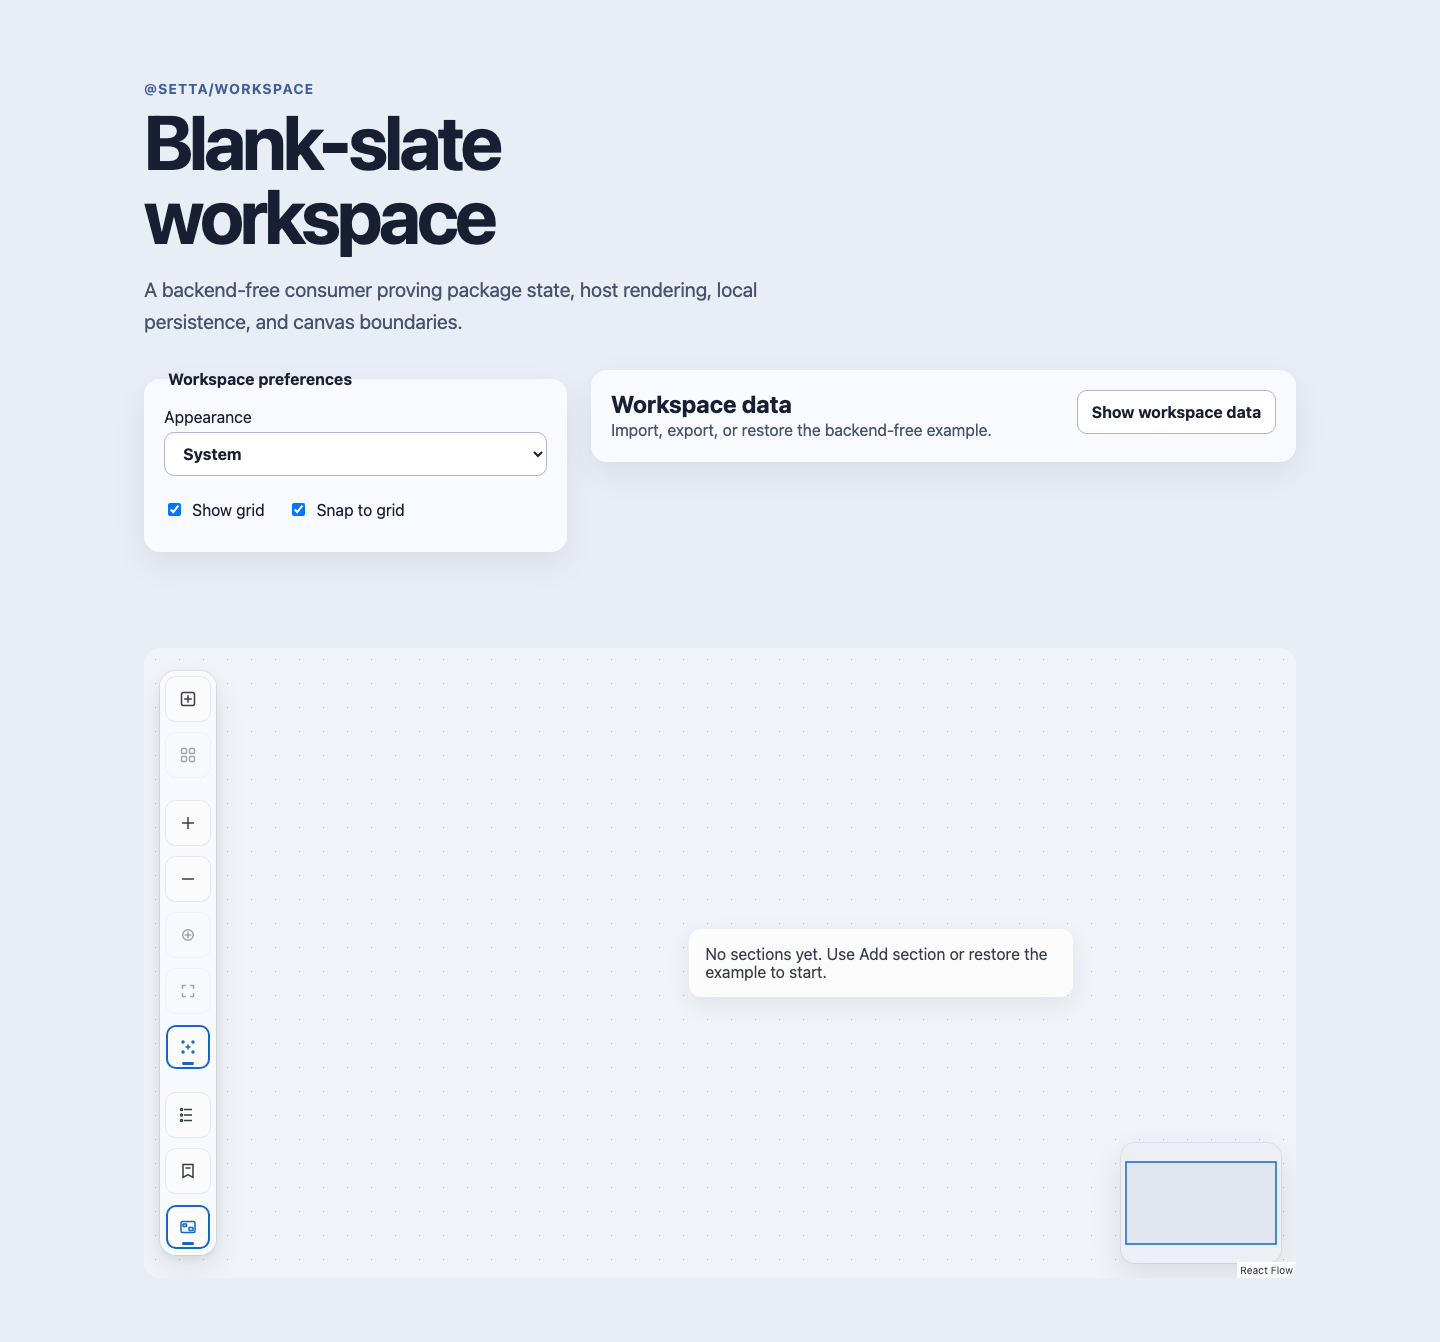 @SETTA/WORKSPACE
Blank-slate
workspace
A backend-free consumer proving package state, host rendering, local
persistence, and canvas boundaries.
Workspace preferences
Appearance
System
Show grid
Snap to grid
Workspace data
Import, export, or restore the backend-free example.
Show workspace data
No sections yet. Use Add section or restore the
example to start.
React Flow